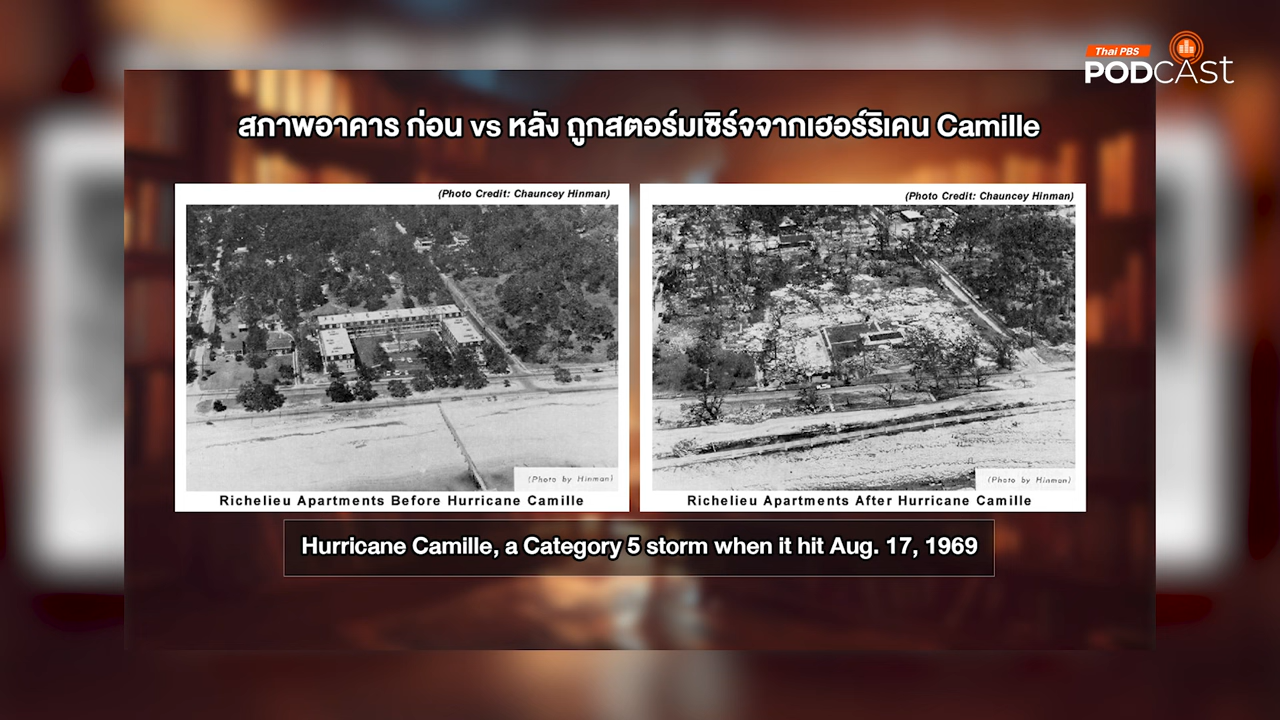 Thai PBS
PODCASt
สภาพอาคาร ก่อน vs หลัง ถูกสตอร์มเซิร์จจากเฮอร์ริเคน Camille
(Photo Credit: Chauncey Hinman)
(Photo by Hinman)
Richelieu Apartments Before Hurricane Camille
(Photo Credit: Chauncey Hinman)
(Photo by Hinman)
Richelieu Apartments After Hurricane Camille
Hurricane Camille, a Category 5 storm when it hit Aug. 17, 1969